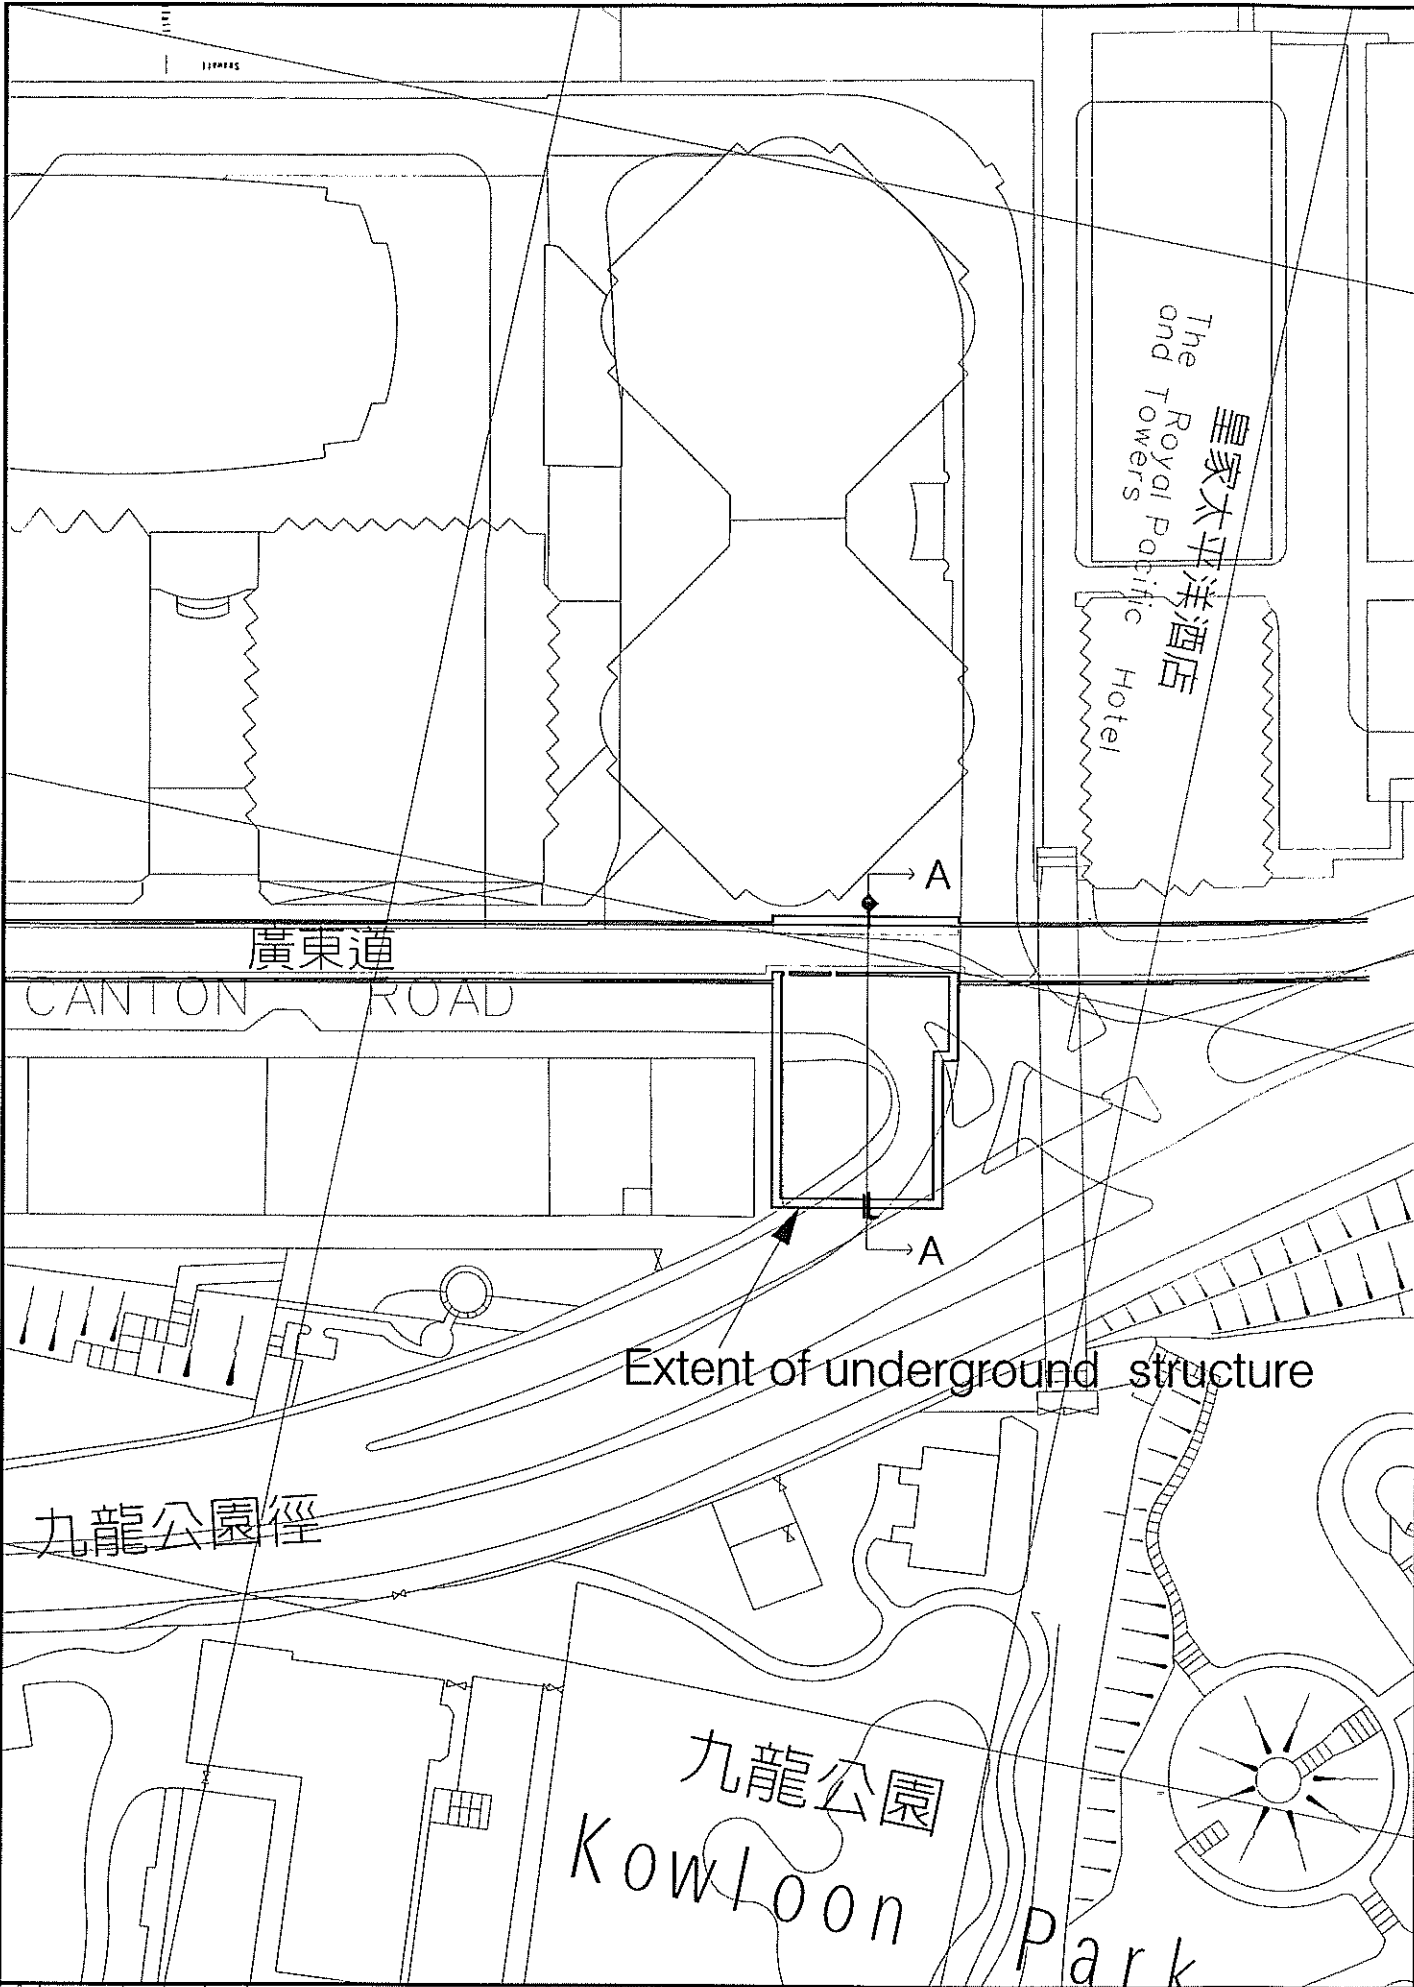 Seawall
The Royal Pacific Hotel
and Towers
皇家太平洋酒店
A
廣東道
CANTON ROAD
A
Extent of underground structure
九龍公園徑
九龍公園
Kowloon Park